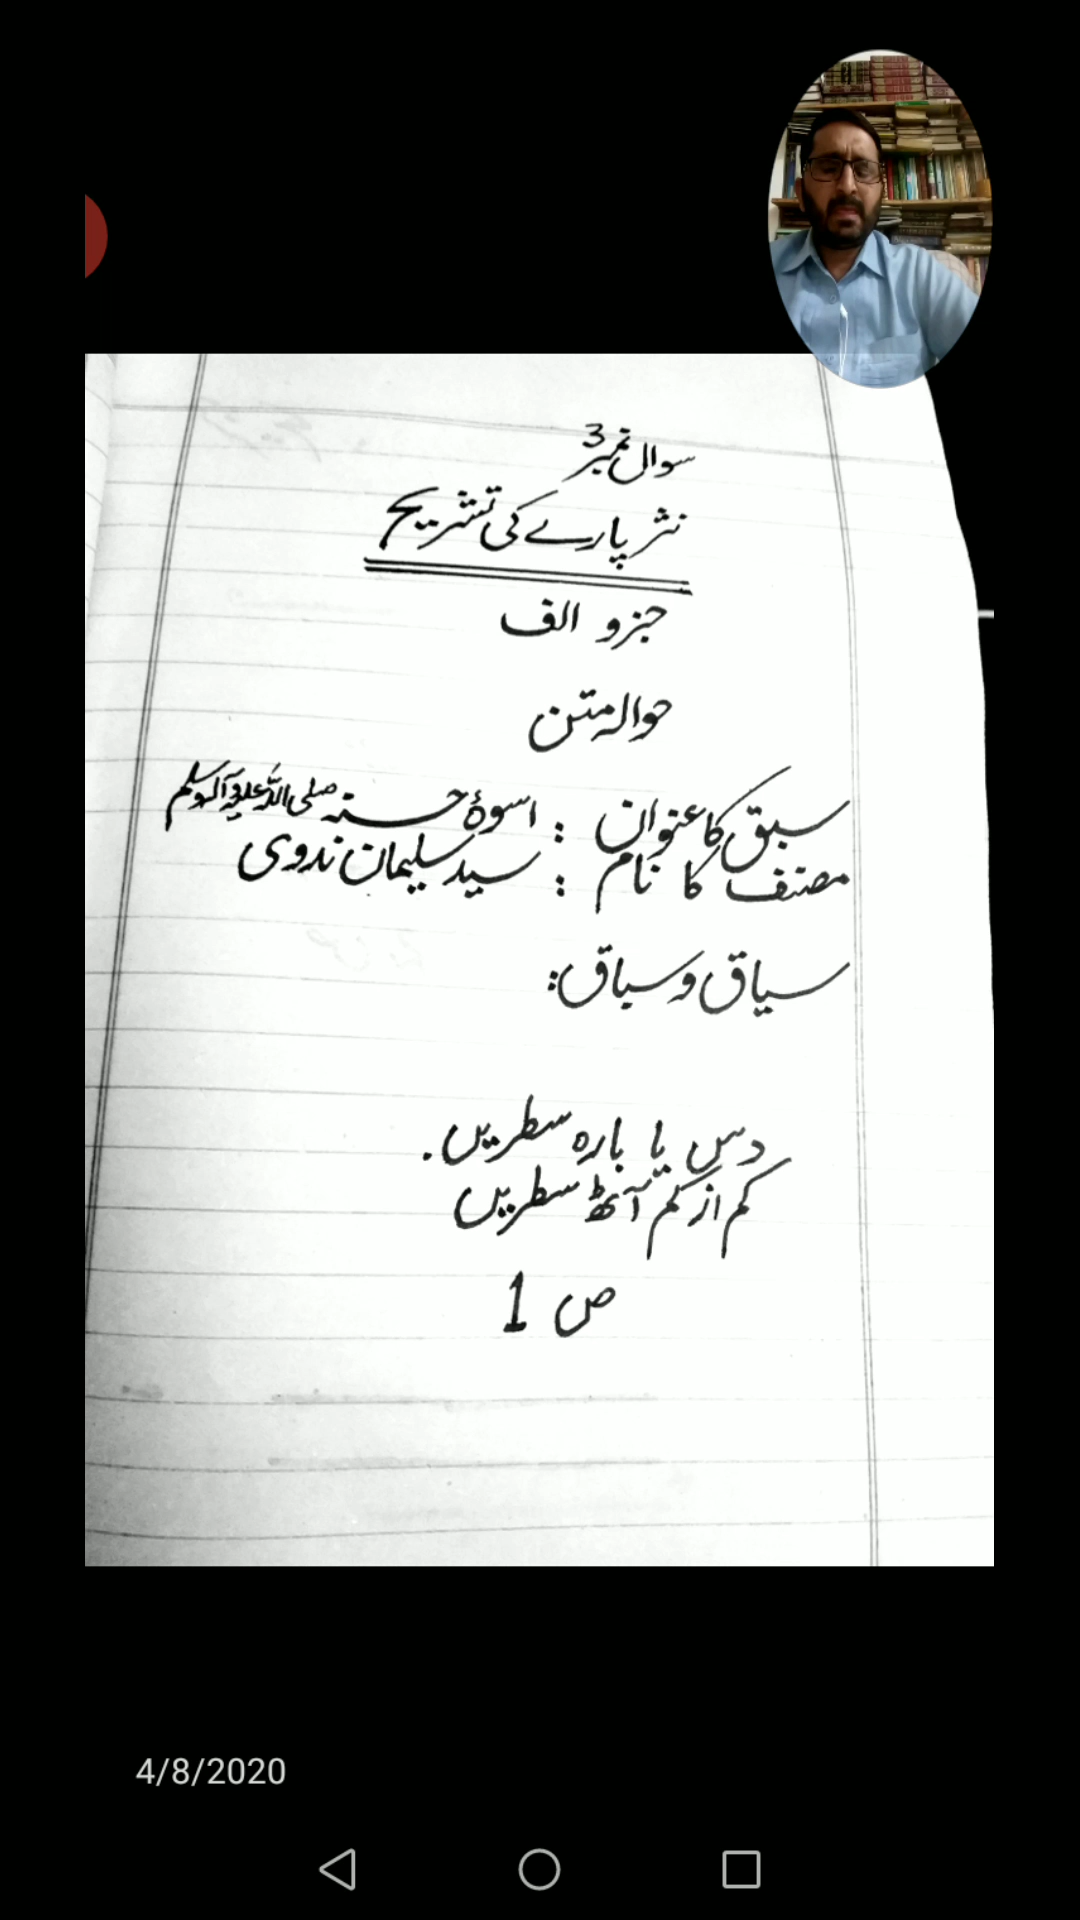 سوال نمبر 3
نثر پارے کی تشریح
جزو الف
حوالہ متن
سبق کا عنوان : اسوۂ حسنہ صلی اللہ علیہ وآلہ وسلم
مصنف کا نام : سید سلیمان ندوی
سیاق و سباق:
دس یا بارہ سطریں.
کم از کم آٹھ سطریں
ص 1
4/8/2020